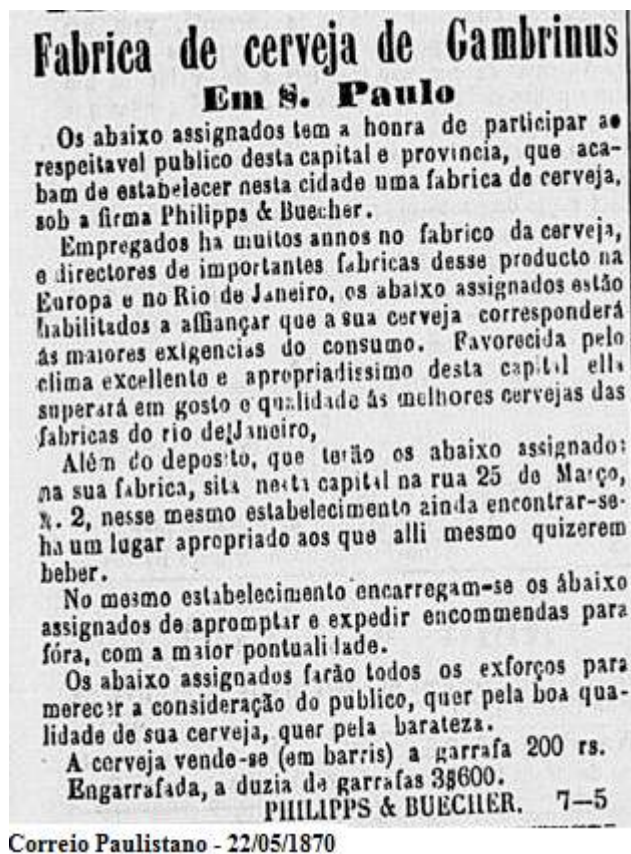 Fabrica de cerveja de Gambrinus
Em S. Paulo
Os abaixo assignados tem a honra de participar ao
respeitavel publico desta capital e provincia, que aca-
bam de estabelecer nesta cidade uma fabrica de cerveja,
sob a firma Philipps & Buecher.
Empregados ha muitos annos no fabrico da cerveja,
e directores de importantes fabricas desse producto na
Europa e no Rio de Janeiro, os abaixo assignados estão
habilitados a affiançar que a sua cerveja corresponderá
ás maiores exigencias do consumo. Favorecida pelo
clima excellente e apropriadissimo desta capital ella
superará em gosto e qualidade ás melhores cervejas das
fabricas do rio de Janeiro,
Além do deposito, que terão os abaixo assignados
na sua fabrica, sita nesta capital na rua 25 de Março,
N. 2, nesse mesmo estabelecimento ainda encontrar-se-
ha um lugar apropriado aos que alli mesmo quizerem
beber.
No mesmo estabelecimento encarregam-se os ábaixo
assignados de apromptar e expedir encommendas para
fóra, com a maior pontualidade.
Os abaixo assignados farão todos os exforços para
merecer a consideração do publico, quer pela boa qua-
lidade de sua cerveja, quer pela barateza.
A cerveja vende-se (em barris) a garrafa 200 rs.
Engarrafada, a duzia de garrafas 3$600.
PHILIPPS & BUECHER. 7—5
Correio Paulistano - 22/05/1870